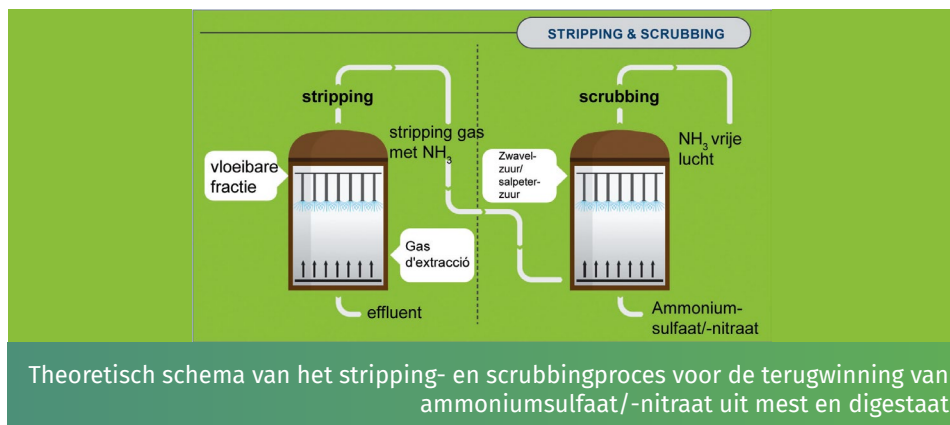 STRIPPING & SCRUBBING
stripping
stripping gas
met NH₃
vloeibare
fractie
Gas
d'extracció
effluent
scrubbing
NH₃ vrije
lucht
Zwavel-
zuur/
salpeter-
zuur
Ammonium-
sulfaat/-nitraat
Theoretisch schema van het stripping- en scrubbingproces voor de terugwinning van
ammoniumsulfaat/-nitraat uit mest en digestaat